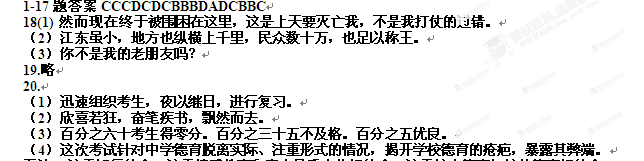 1-17 题答案 CCCDCDCBBBDADCBBC
18(1) 然而现在终于被围困在这里，这是上天要灭亡我，不是我打仗的过错。
（2）江东虽小，地方也纵横上千里，民众数十万，也足以称王。
（3）你不是我的老朋友吗？
19.略
20.
（1）迅速组织考生，夜以继日，进行复习。
（2）欣喜若狂，奋笔疾书，飘然而去。
（3）百分之六十考生得零分。百分之三十五不及格。百分之五优良。
（4）这次考试针对中学德育脱离实际、注重形式的情况，揭开学校德育的疮疤，暴露其弊端。